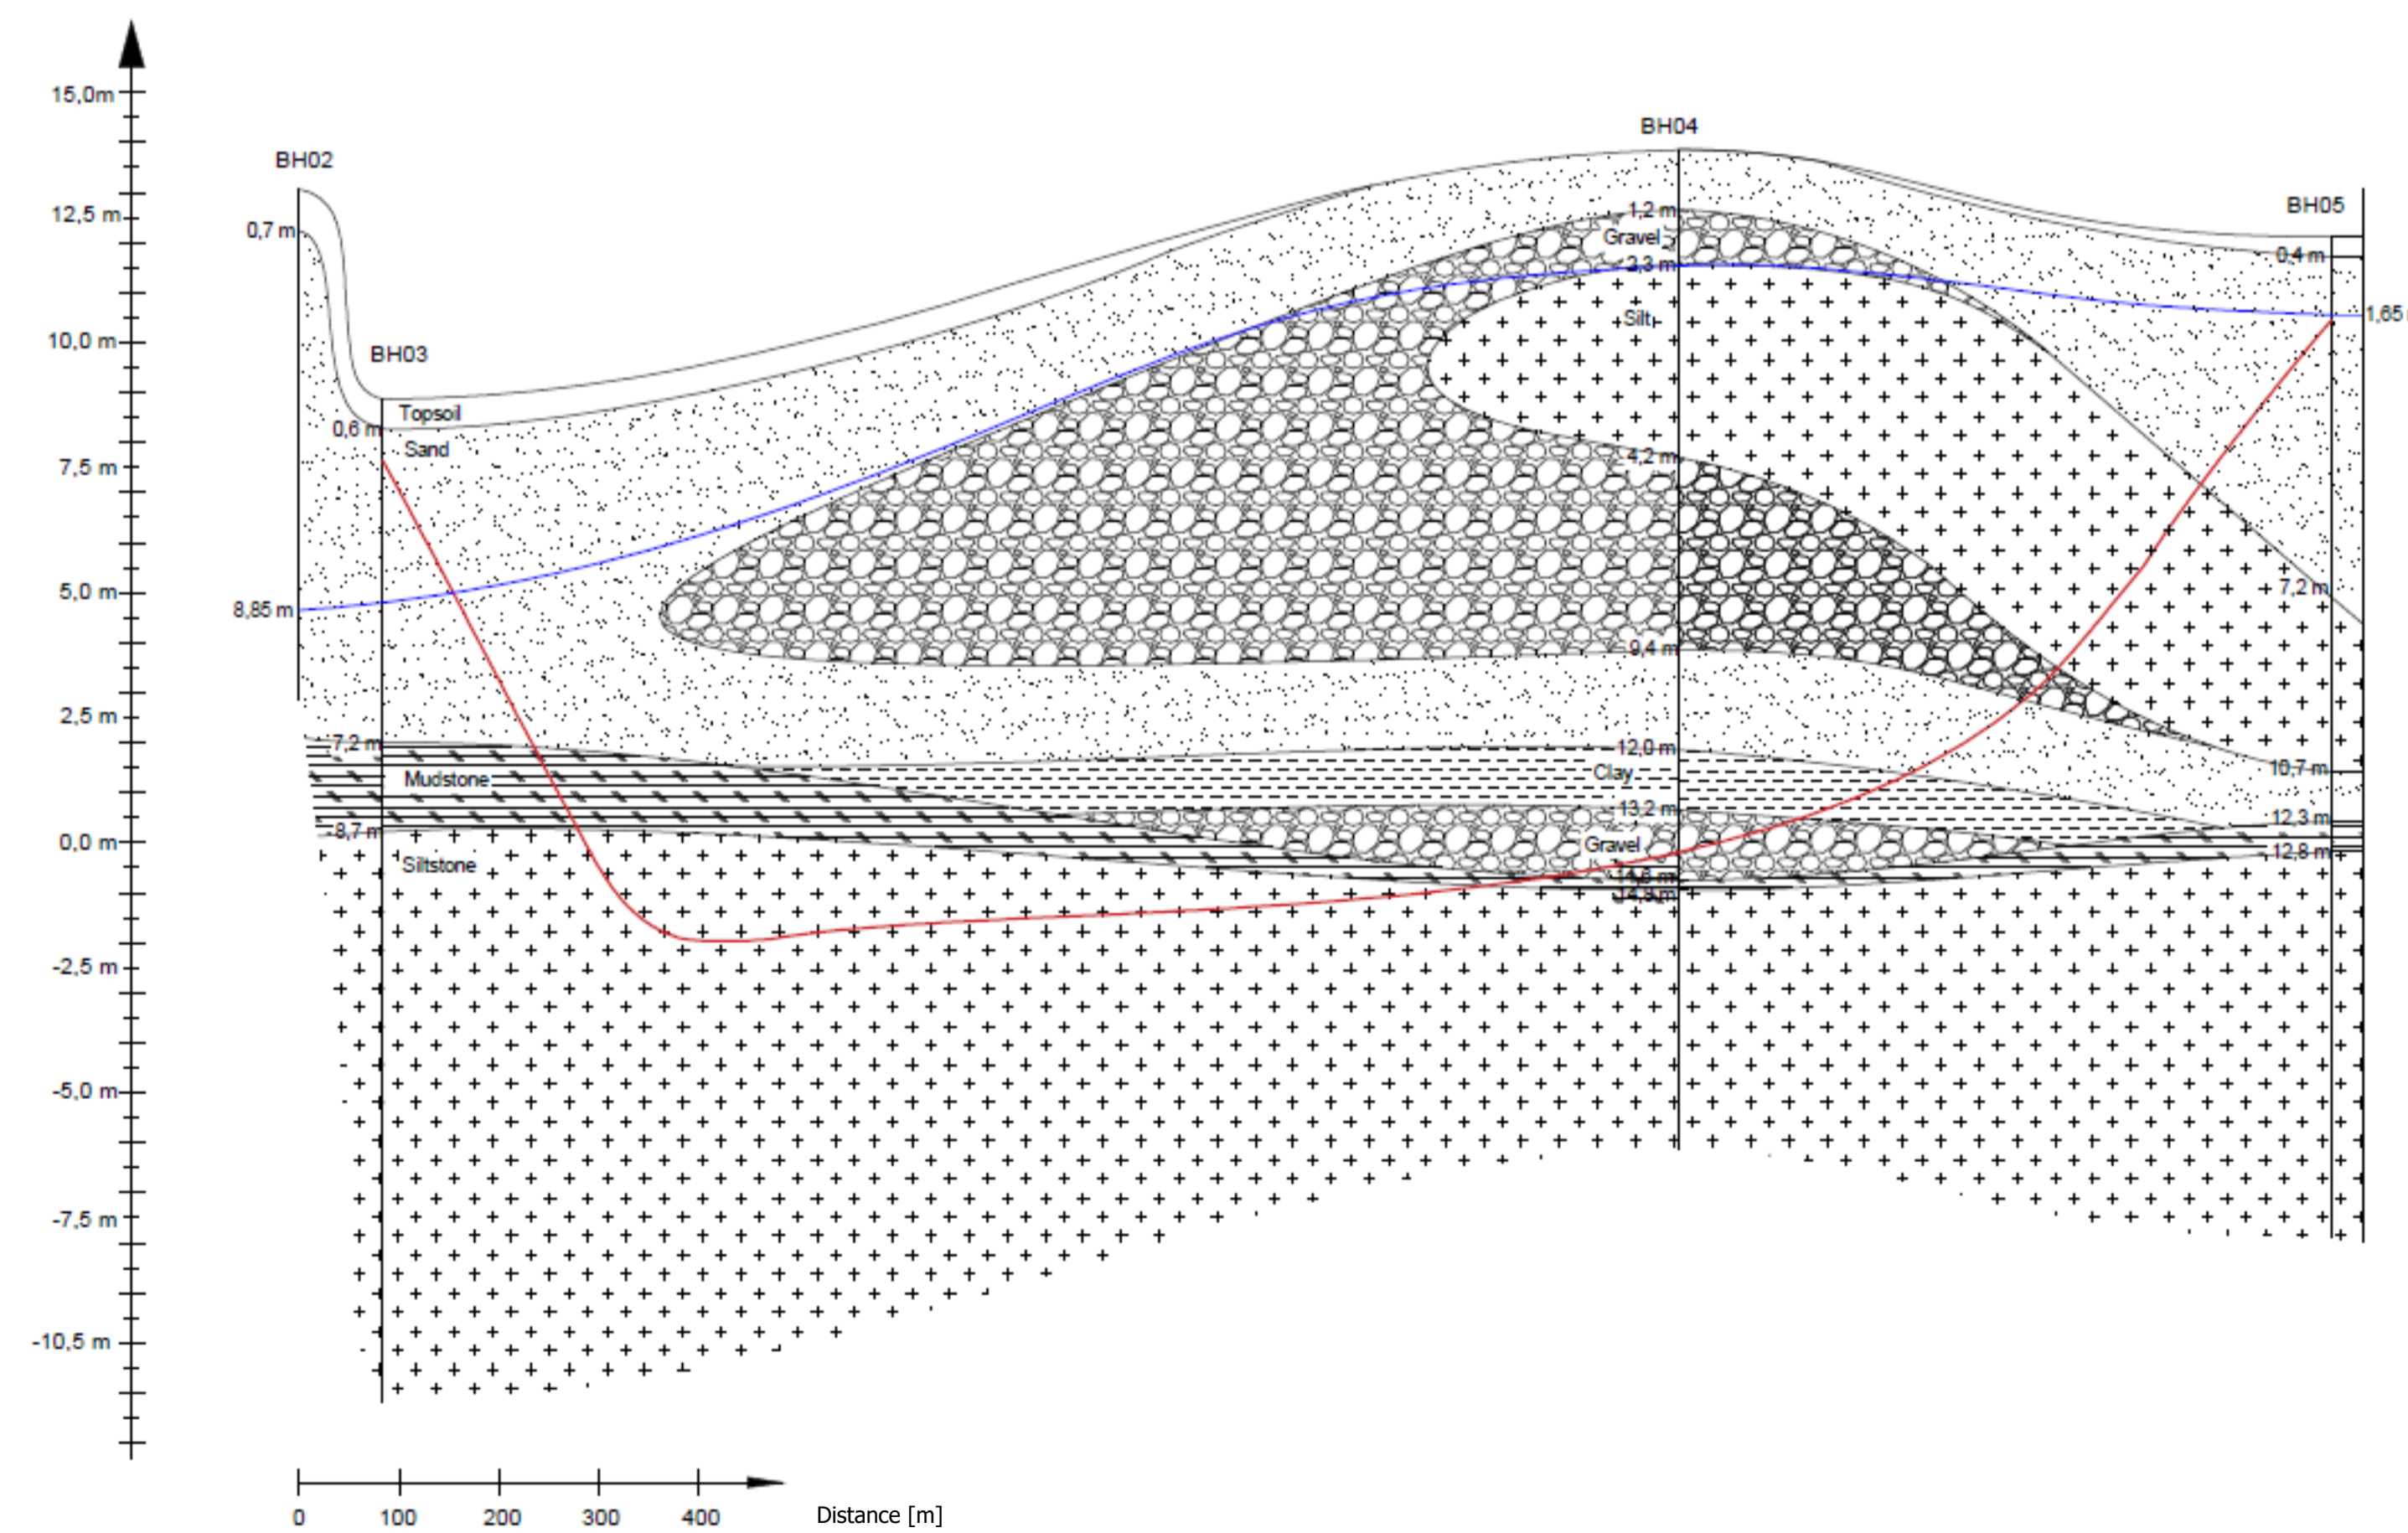 15,0m
BH04
BH02
BH05
1,2 m
12,5 m
0,7 m
Gravel
0,4 m
2,3 m
1,65
Silt
10,0 m
BH03
Topsoil
0,6 m
Sand
4,2 m
7,5 m
7,2 m
5,0 m
8,85 m
9,4 m
2,5 m
7,2 m
12,0 m
10,7 m
Mudstone
Clay
13,2 m
12,3 m
8,7 m
0,0 m
Gravel
12,8 m
Siltstone
14,9 m
-2,5 m
-5,0 m
-7,5 m
-10,5 m
0 100 200 300 400
Distance [m]